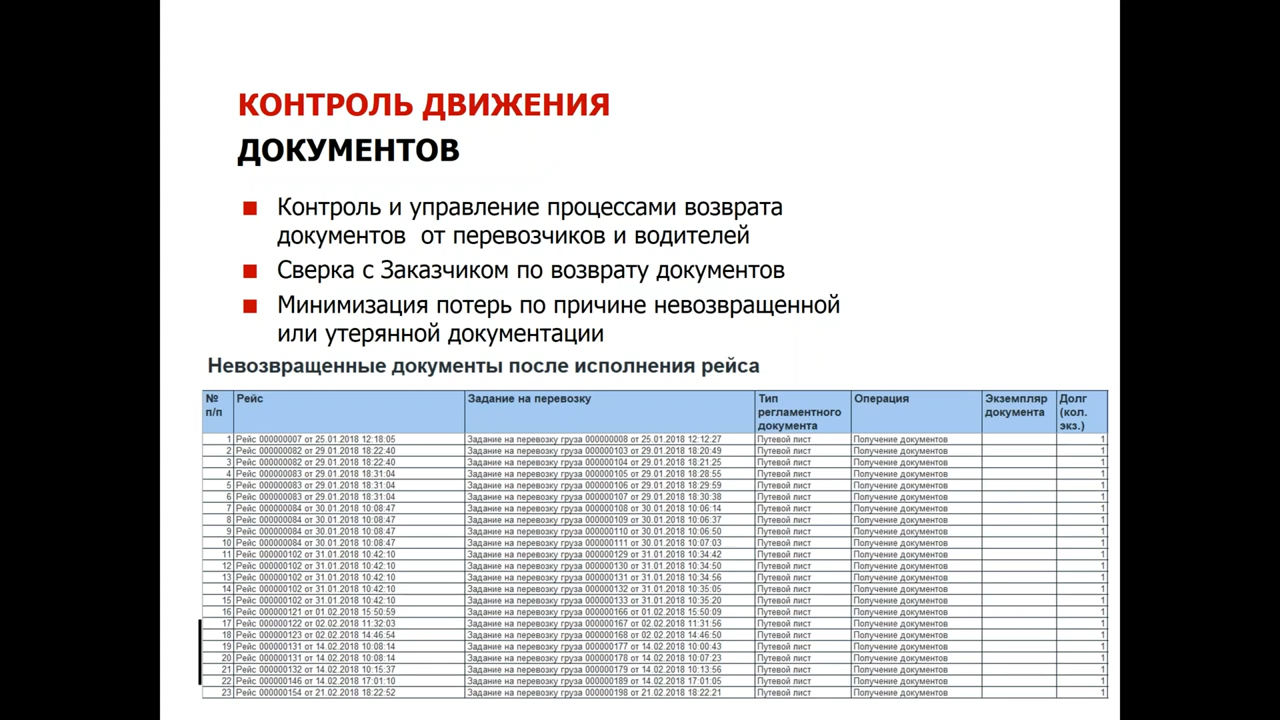 КОНТРОЛЬ ДВИЖЕНИЯ
ДОКУМЕНТОВ
Контроль и управление процессами возврата
документов от перевозчиков и водителей
Сверка с Заказчиком по возврату документов
Минимизация потерь по причине невозвращенной
или утерянной документации
Невозвращенные документы после исполнения рейса
№ п/п Рейс Задание на перевозку Тип регламентного документа Операция Экземпляр документа Долг (кол. экз.)
1 Рейс 000000007 от 25.01.2018 12:18:05 Задание на перевозку груза 000000008 от 25.01.2018 12:12:27 Путевой лист Получение документов 1
2 Рейс 000000082 от 29.01.2018 18:22:40 Задание на перевозку груза 000000103 от 29.01.2018 18:20:49 Путевой лист Получение документов 1
3 Рейс 000000082 от 29.01.2018 18:22:40 Задание на перевозку груза 000000104 от 29.01.2018 18:21:25 Путевой лист Получение документов 1
4 Рейс 000000083 от 29.01.2018 18:31:04 Задание на перевозку груза 000000105 от 29.01.2018 18:28:55 Путевой лист Получение документов 1
5 Рейс 000000083 от 29.01.2018 18:31:04 Задание на перевозку груза 000000106 от 29.01.2018 18:29:59 Путевой лист Получение документов 1
6 Рейс 000000083 от 29.01.2018 18:31:04 Задание на перевозку груза 000000107 от 29.01.2018 18:30:38 Путевой лист Получение документов 1
7 Рейс 000000084 от 30.01.2018 10:08:47 Задание на перевозку груза 000000108 от 30.01.2018 10:06:14 Путевой лист Получение документов 1
8 Рейс 000000084 от 30.01.2018 10:08:47 Задание на перевозку груза 000000109 от 30.01.2018 10:06:37 Путевой лист Получение документов 1
9 Рейс 000000084 от 30.01.2018 10:08:47 Задание на перевозку груза 000000110 от 30.01.2018 10:06:50 Путевой лист Получение документов 1
10 Рейс 000000084 от 30.01.2018 10:08:47 Задание на перевозку груза 000000111 от 30.01.2018 10:07:03 Путевой лист Получение документов 1
11 Рейс 000000102 от 31.01.2018 10:42:10 Задание на перевозку груза 000000129 от 31.01.2018 10:34:42 Путевой лист Получение документов 1
12 Рейс 000000102 от 31.01.2018 10:42:10 Задание на перевозку груза 000000130 от 31.01.2018 10:34:50 Путевой лист Получение документов 1
13 Рейс 000000102 от 31.01.2018 10:42:10 Задание на перевозку груза 000000131 от 31.01.2018 10:34:56 Путевой лист Получение документов 1
14 Рейс 000000102 от 31.01.2018 10:42:10 Задание на перевозку груза 000000132 от 31.01.2018 10:35:05 Путевой лист Получение документов 1
15 Рейс 000000102 от 31.01.2018 10:42:10 Задание на перевозку груза 000000133 от 31.01.2018 10:35:20 Путевой лист Получение документов 1
16 Рейс 000000121 от 01.02.2018 15:50:59 Задание на перевозку груза 000000166 от 01.02.2018 15:50:09 Путевой лист Получение документов 1
17 Рейс 000000122 от 02.02.2018 11:32:03 Задание на перевозку груза 000000167 от 02.02.2018 11:31:56 Путевой лист Получение документов 1
18 Рейс 000000123 от 02.02.2018 14:46:54 Задание на перевозку груза 000000168 от 02.02.2018 14:46:50 Путевой лист Получение документов 1
19 Рейс 000000131 от 14.02.2018 10:08:14 Задание на перевозку груза 000000177 от 14.02.2018 10:00:43 Путевой лист Получение документов 1
20 Рейс 000000131 от 14.02.2018 10:08:14 Задание на перевозку груза 000000178 от 14.02.2018 10:07:23 Путевой лист Получение документов 1
21 Рейс 000000132 от 14.02.2018 10:15:37 Задание на перевозку груза 000000179 от 14.02.2018 10:13:56 Путевой лист Получение документов 1
22 Рейс 000000146 от 14.02.2018 17:01:10 Задание на перевозку груза 000000189 от 14.02.2018 17:01:05 Путевой лист Получение документов 1
23 Рейс 000000154 от 21.02.2018 18:22:52 Задание на перевозку груза 000000198 от 21.02.2018 18:22:21 Путевой лист Получение документов 1